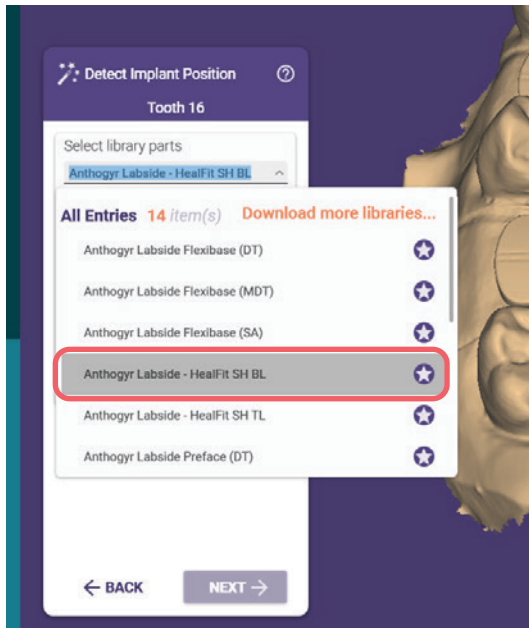 Detect Implant Position
Tooth 16
Select library parts
Anthogyr Labside - HealFit SH BL
All Entries 14 item(s) Download more libraries...
Anthogyr Labside Flexibase (DT)
Anthogyr Labside Flexibase (MDT)
Anthogyr Labside Flexibase (SA)
Anthogyr Labside - HealFit SH BL
Anthogyr Labside - HealFit SH TL
Anthogyr Labside Preface (DT)
BACK NEXT